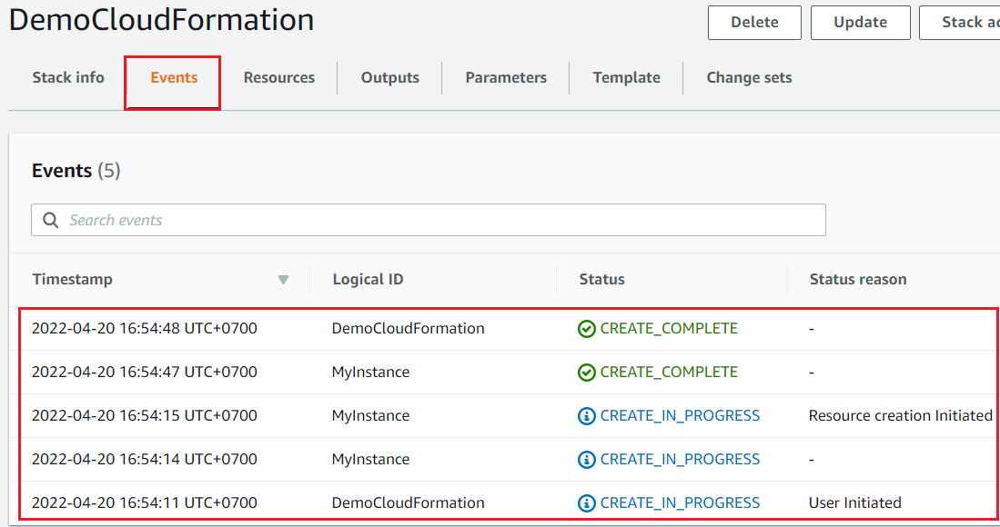 DemoCloudFormation
Delete Update Stack ac
Stack info Events Resources Outputs Parameters Template Change sets
Events (5)
Search events
Timestamp Logical ID Status Status reason
2022-04-20 16:54:48 UTC+0700 DemoCloudFormation CREATE_COMPLETE -
2022-04-20 16:54:47 UTC+0700 MyInstance CREATE_COMPLETE -
2022-04-20 16:54:15 UTC+0700 MyInstance CREATE_IN_PROGRESS Resource creation Initiated
2022-04-20 16:54:14 UTC+0700 MyInstance CREATE_IN_PROGRESS -
2022-04-20 16:54:11 UTC+0700 DemoCloudFormation CREATE_IN_PROGRESS User Initiated